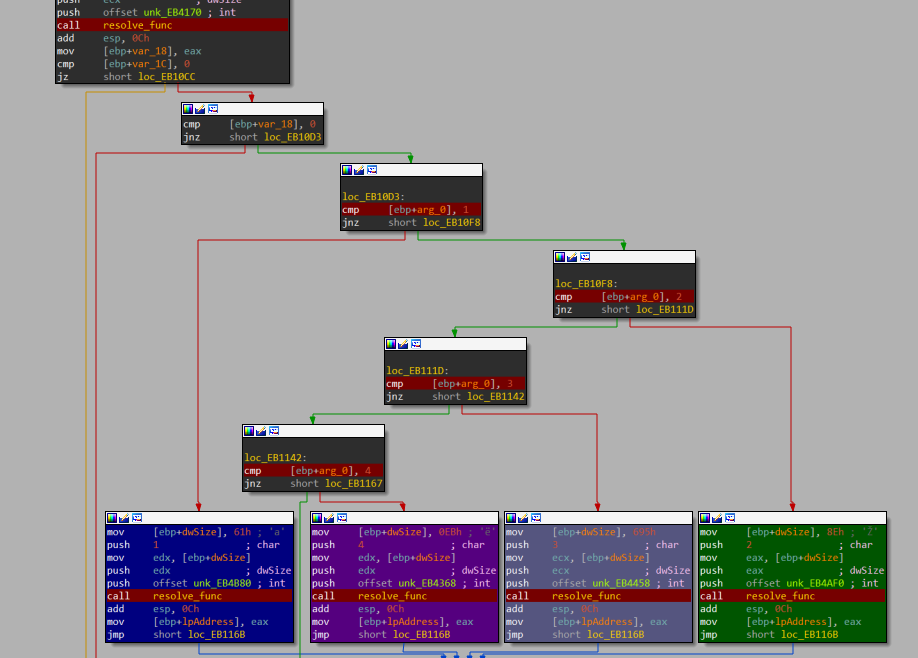 push ecx ; dwSize
push offset unk_EB4170 ; int
call resolve_func
add esp, 0Ch
mov [ebp+var_18], eax
cmp [ebp+var_1C], 0
jz short loc_EB10CC
cmp [ebp+var_18], 0
jnz short loc_EB10D3
loc_EB10D3:
cmp [ebp+arg_0], 1
jnz short loc_EB10F8
loc_EB10F8:
cmp [ebp+arg_0], 2
jnz short loc_EB111D
loc_EB111D:
cmp [ebp+arg_0], 3
jnz short loc_EB1142
loc_EB1142:
cmp [ebp+arg_0], 4
jnz short loc_EB1167
mov [ebp+dwSize], 61h ; 'a'
push 1 ; char
mov edx, [ebp+dwSize]
push edx ; dwSize
push offset unk_EB4B80 ; int
call resolve_func
add esp, 0Ch
mov [ebp+lpAddress], eax
jmp short loc_EB116B
mov [ebp+dwSize], 0EBh ; 'ë'
push 4 ; char
mov edx, [ebp+dwSize]
push edx ; dwSize
push offset unk_EB4368 ; int
call resolve_func
add esp, 0Ch
mov [ebp+lpAddress], eax
jmp short loc_EB116B
mov [ebp+dwSize], 695h
push 3 ; char
mov ecx, [ebp+dwSize]
push ecx ; dwSize
push offset unk_EB4458 ; int
call resolve_func
add esp, 0Ch
mov [ebp+lpAddress], eax
jmp short loc_EB116B
mov [ebp+dwSize], 8Eh ; 'Ž'
push 2 ; char
mov eax, [ebp+dwSize]
push eax ; dwSize
push offset unk_EB4AF0 ; int
call resolve_func
add esp, 0Ch
mov [ebp+lpAddress], eax
jmp short loc_EB116B